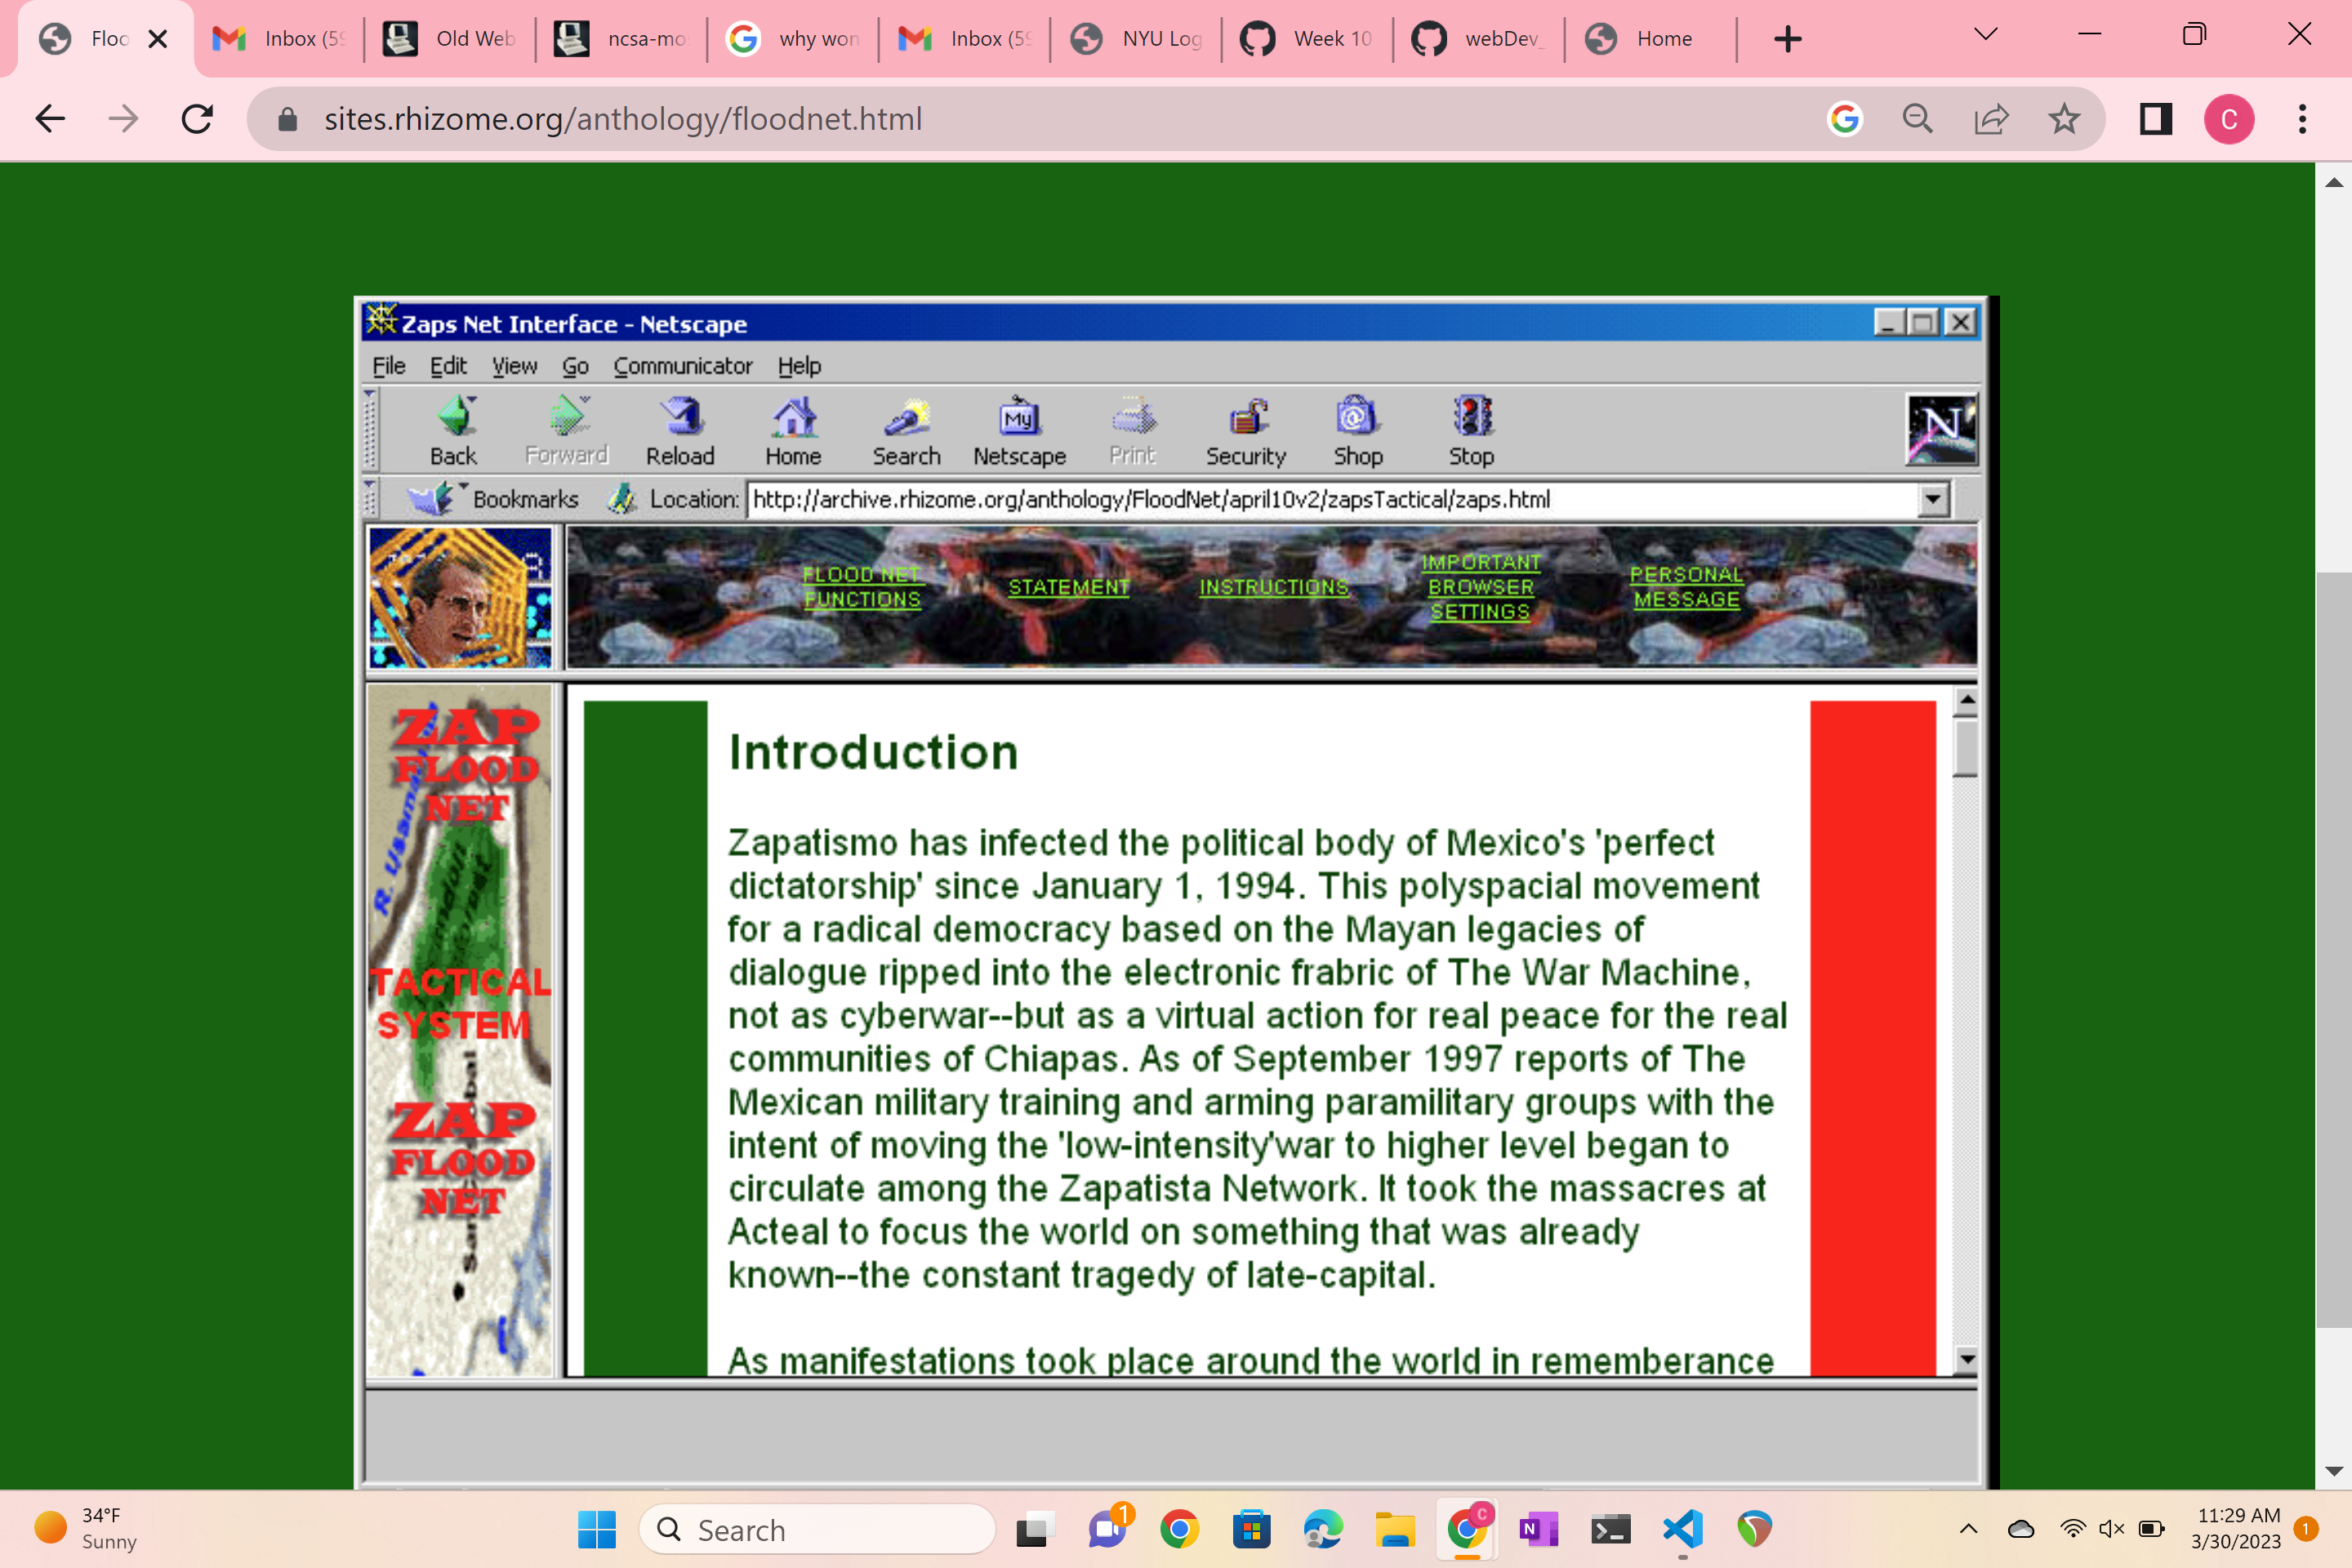 Floo
Inbox (59
Old Web
ncsa-mo
why won
Inbox (59
NYU Log
Week 10
webDev_
Home
sites.rhizome.org/anthology/floodnet.html
C
Zaps Net Interface - Netscape
File Edit View Go Communicator Help
Back Forward Reload Home Search Netscape Print Security Shop Stop
My
N
Bookmarks Location: http://archive.rhizome.org/anthology/FloodNet/april10v2/zapsTactical/zaps.html
FLOOD NET
FUNCTIONS
STATEMENT
INSTRUCTIONS
IMPORTANT
BROWSER
SETTINGS
PERSONAL
MESSAGE
ZAP
FLOOD
NET
TACTICAL
SYSTEM
ZAP
FLOOD
NET
Introduction
Zapatismo has infected the political body of Mexico's 'perfect
dictatorship' since January 1, 1994. This polyspacial movement
for a radical democracy based on the Mayan legacies of
dialogue ripped into the electronic frabric of The War Machine,
not as cyberwar--but as a virtual action for real peace for the real
communities of Chiapas. As of September 1997 reports of The
Mexican military training and arming paramilitary groups with the
intent of moving the 'low-intensity'war to higher level began to
circulate among the Zapatista Network. It took the massacres at
Acteal to focus the world on something that was already
known--the constant tragedy of late-capital.
As manifestations took place around the world in rememberance
34°F
Sunny
Search
1
C
N
11:29 AM
3/30/2023
1